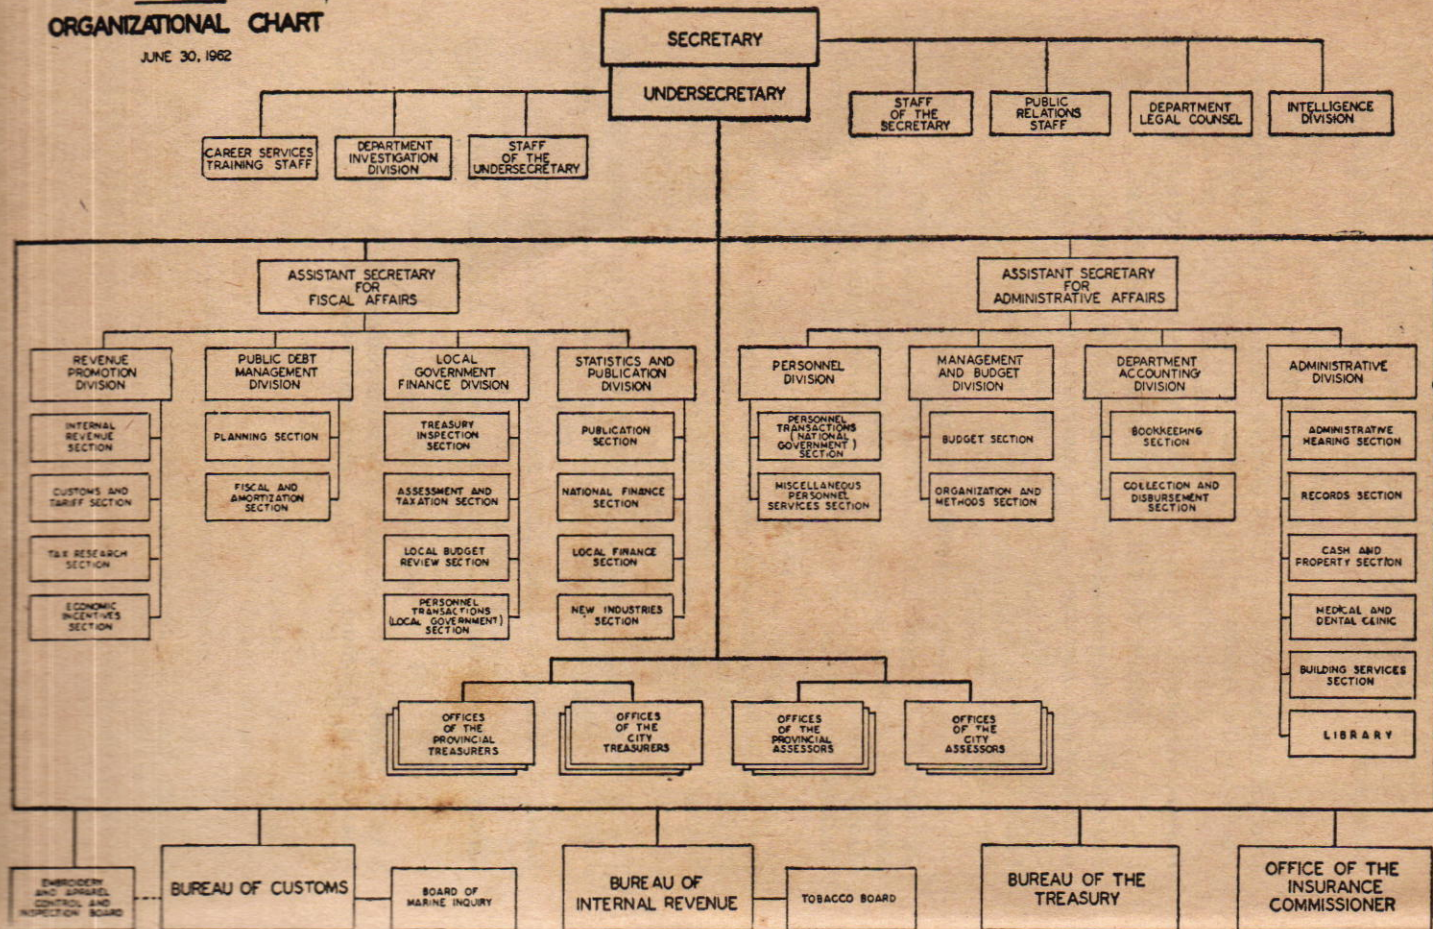 ORGANIZATIONAL CHART
JUNE 30, 1962
SECRETARY
UNDERSECRETARY
STAFF
OF THE
SECRETARY
PUBLIC
RELATIONS
STAFF
DEPARTMENT
LEGAL COUNSEL
INTELLIGENCE
DIVISION
CAREER SERVICES
TRAINING STAFF
DEPARTMENT
INVESTIGATION
DIVISION
STAFF
OF THE
UNDERSECRETARY
ASSISTANT SECRETARY
FOR
FISCAL AFFAIRS
ASSISTANT SECRETARY
FOR
ADMINISTRATIVE AFFAIRS
REVENUE
PROMOTION
DIVISION
INTERNAL
REVENUE
SECTION
CUSTOMS AND
TARIFF SECTION
TAX RESEARCH
SECTION
ECONOMIC
INCENTIVES
SECTION
PUBLIC DEBT
MANAGEMENT
DIVISION
PLANNING SECTION
FISCAL AND
AMORTIZATION
SECTION
LOCAL
GOVERNMENT
FINANCE DIVISION
TREASURY
INSPECTION
SECTION
ASSESSMENT AND
TAXATION SECTION
LOCAL BUDGET
REVIEW SECTION
PERSONNEL
TRANSACTIONS
(LOCAL GOVERNMENT)
SECTION
STATISTICS AND
PUBLICATION
DIVISION
PUBLICATION
SECTION
NATIONAL FINANCE
SECTION
LOCAL FINANCE
SECTION
NEW INDUSTRIES
SECTION
PERSONNEL
DIVISION
PERSONNEL
TRANSACTIONS
(NATIONAL
GOVERNMENT)
SECTION
MISCELLANEOUS
PERSONNEL
SERVICES SECTION
MANAGEMENT
AND BUDGET
DIVISION
BUDGET SECTION
ORGANIZATION AND
METHODS SECTION
DEPARTMENT
ACCOUNTING
DIVISION
BOOKKEEPING
SECTION
COLLECTION AND
DISBURSEMENT
SECTION
ADMINISTRATIVE
DIVISION
ADMINISTRATIVE
HEARING SECTION
RECORDS SECTION
CASH AND
PROPERTY SECTION
MEDICAL AND
DENTAL CLINIC
BUILDING SERVICES
SECTION
LIBRARY
OFFICES
OF THE
PROVINCIAL
TREASURERS
OFFICES
OF THE
CITY
TREASURERS
OFFICES
OF THE
PROVINCIAL
ASSESSORS
OFFICES
OF THE
CITY
ASSESSORS
EMBROIDERY
AND APPAREL
CONTROL AND
INSPECTION BOARD
BUREAU OF CUSTOMS
BOARD OF
MARINE INQUIRY
BUREAU OF
INTERNAL REVENUE
TOBACCO BOARD
BUREAU OF THE
TREASURY
OFFICE OF THE
INSURANCE
COMMISSIONER